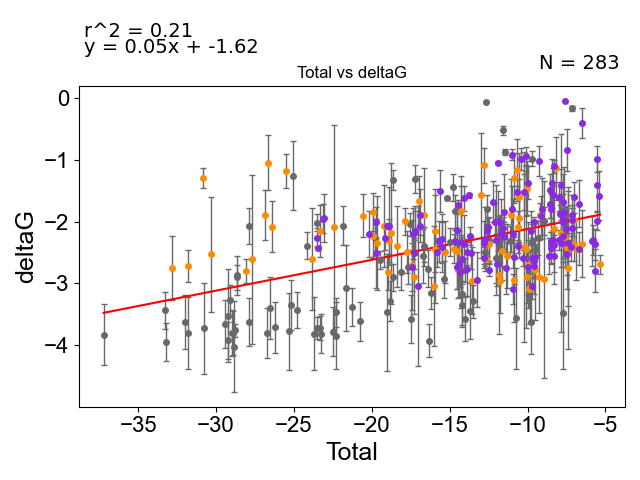 r^2 = 0.21
y = 0.05x + -1.62
N = 283
Total vs deltaG
deltaG
0
−1
−2
−3
−4
−35
−30
−25
−20
−15
−10
−5
Total